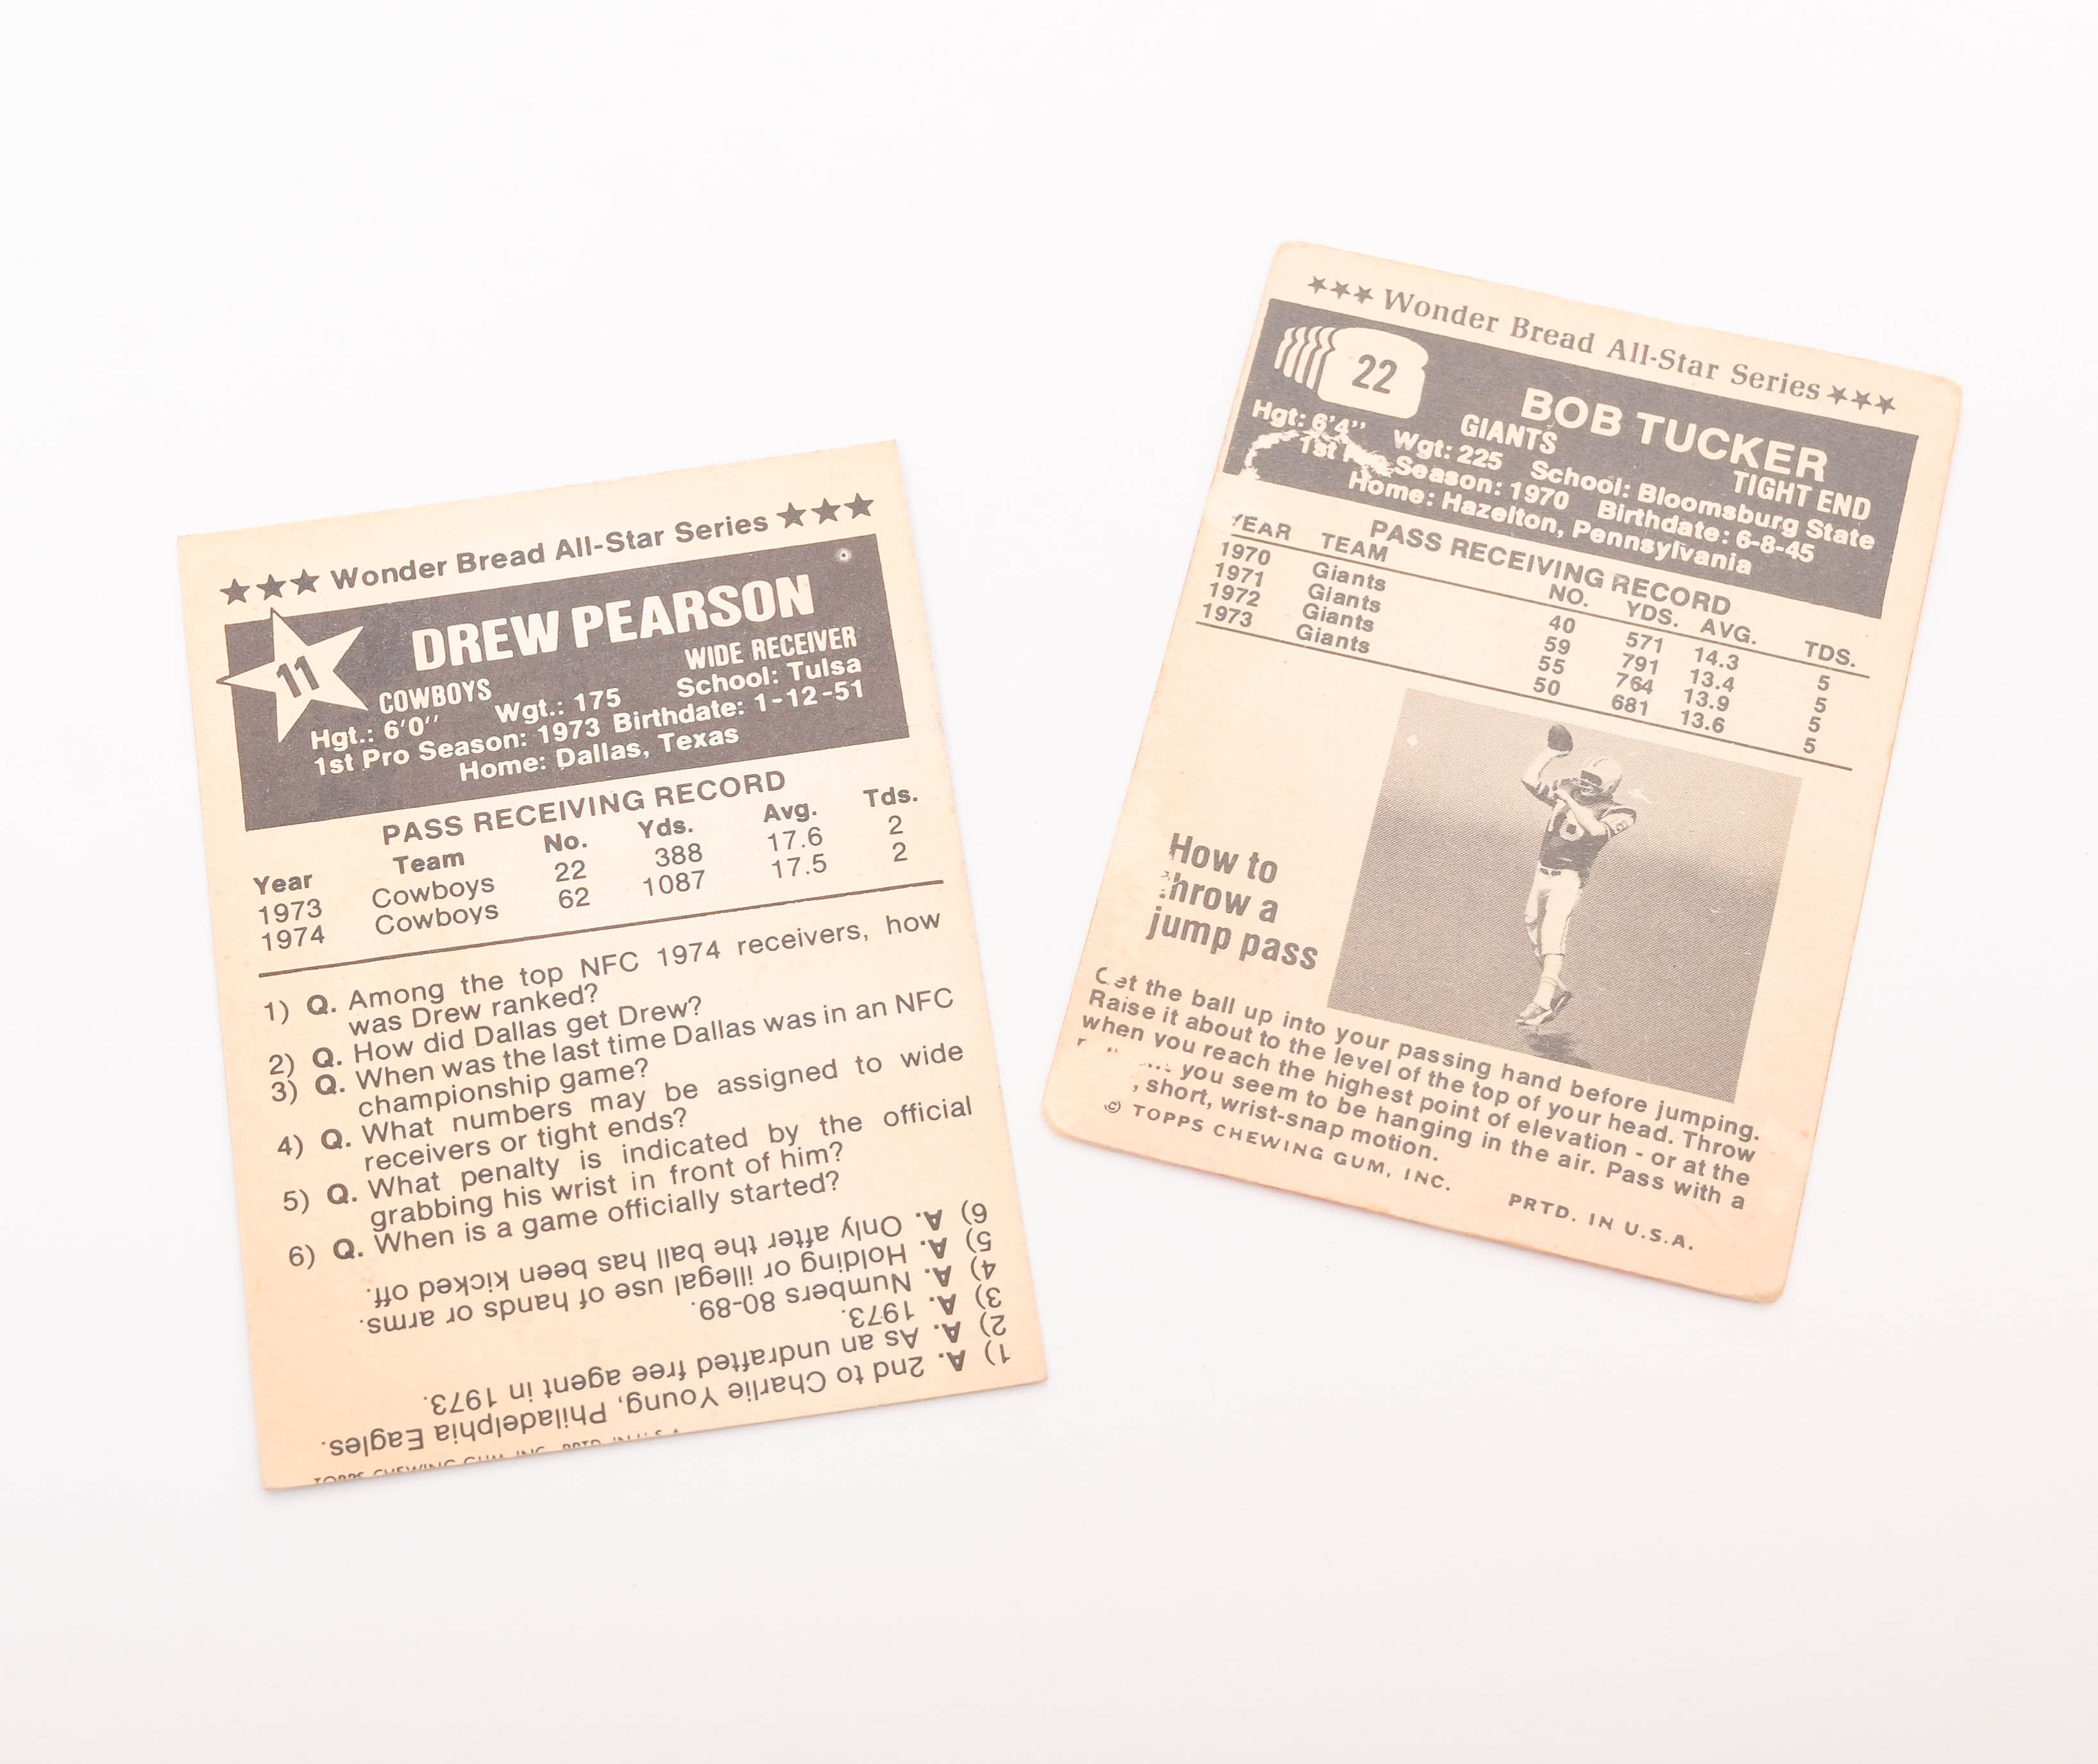 ★★★ Wonder Bread All-Star Series ★★★
11
DREW PEARSON
COWBOYS WIDE RECEIVER
Hgt.: 6'0'' Wgt.: 175 School: Tulsa
1st Pro Season: 1973 Birthdate: 1-12-51
Home: Dallas, Texas
PASS RECEIVING RECORD
Year Team No. Yds. Avg. Tds.
1973 Cowboys 22 388 17.6 2
1974 Cowboys 62 1087 17.5 2
1) Q. Among the top NFC 1974 receivers, how
was Drew ranked?
2) Q. How did Dallas get Drew?
3) Q. When was the last time Dallas was in an NFC
championship game?
4) Q. What numbers may be assigned to wide
receivers or tight ends?
5) Q. What penalty is indicated by the official
grabbing his wrist in front of him?
6) Q. When is a game officially started?
1) A. 2nd to Charlie Young, Philadelphia Eagles.
2) A. As an undrafted free agent in 1973.
3) A. 1973.
4) A. Numbers 80-89.
5) A. Holding or illegal use of hands or arms.
6) A. Only after the ball has been kicked off.
TOPPS CHEWING GUM, INC. PRTD. IN U.S.A.
★★★ Wonder Bread All-Star Series ★★★
22
BOB TUCKER
GIANTS TIGHT END
Hgt: 6'4'' Wgt: 225 School: Bloomsburg State
1st Season: 1970 Birthdate: 6-8-45
Home: Hazelton, Pennsylvania
PASS RECEIVING RECORD
YEAR TEAM NO. YDS. AVG. TDS.
1970 Giants 40 571 14.3 5
1971 Giants 59 791 13.4 5
1972 Giants 55 764 13.9 5
1973 Giants 50 681 13.6 5
18
How to
throw a
jump pass
Get the ball up into your passing hand before jumping.
Raise it about to the level of the top of your head. Throw
when you reach the highest point of elevation - or at the
you seem to be hanging in the air. Pass with a
short, wrist-snap motion.
© TOPPS CHEWING GUM, INC. PRTD. IN U.S.A.